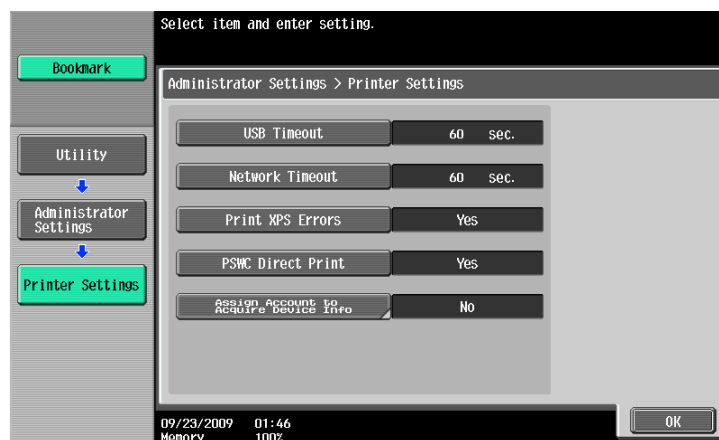 Select item and enter setting.
Bookmark
Administrator Settings > Printer Settings
USB Timeout 60 sec.
Utility
Network Timeout 60 sec.
Administrator
Settings
Print XPS Errors Yes
PSWC Direct Print Yes
Printer Settings
Assign Account to
Acquire Device Info
No
09/23/2009 01:46
Memory 100%
OK